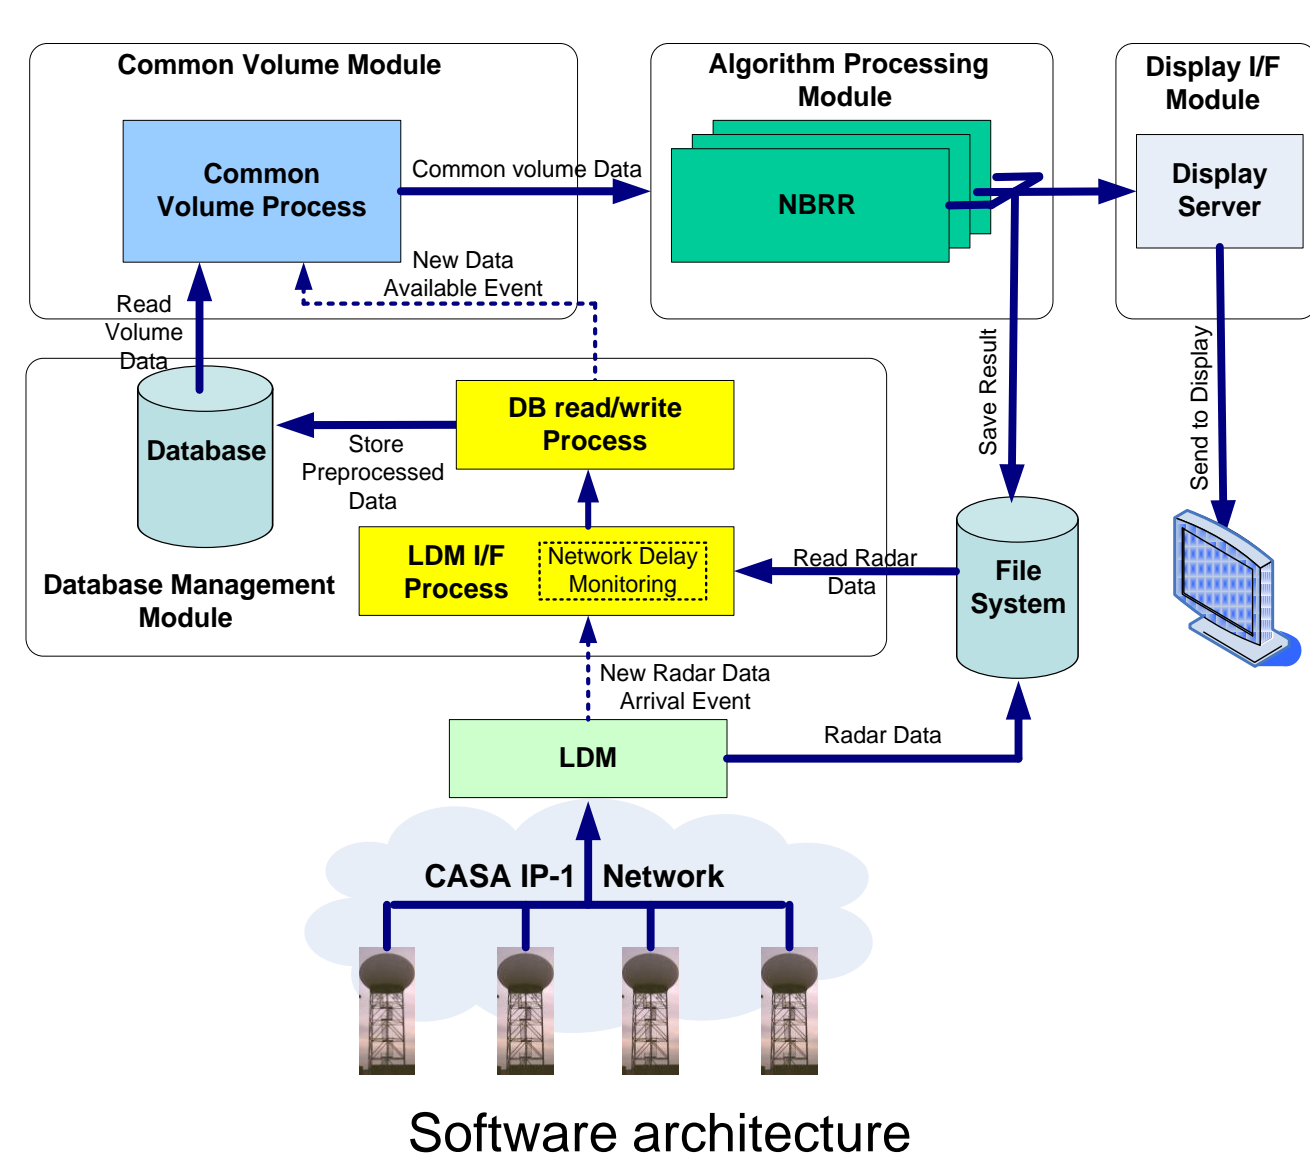 Common Volume Module
Algorithm Processing
Module
Display I/F
Module
Common
Volume Process
Common volume Data
NBRR
Display
Server
New Data
Available Event
Read
Volume
Data
Save Result
Send to Display
Database
Store
Preprocessed
Data
DB read/write
Process
LDM I/F
Process
Network Delay
Monitoring
Read Radar
Data
File
System
Database Management
Module
New Radar Data
Arrival Event
LDM
Radar Data
CASA IP-1 Network
Software architecture